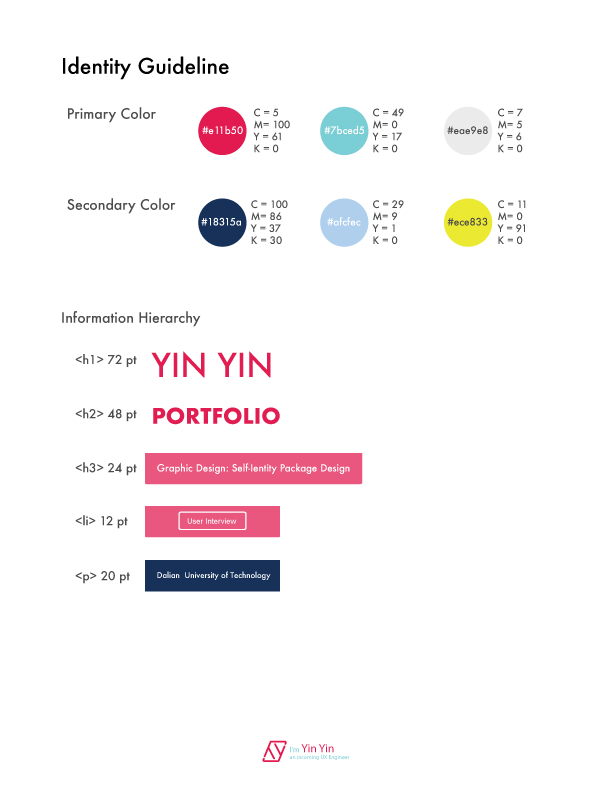 Identity Guideline
Primary Color
#e11b50
C = 5
M= 100
Y = 61
K = 0
#7bced5
C = 49
M= 0
Y = 17
K = 0
#eae9e8
C = 7
M= 5
Y = 6
K = 0
Secondary Color
#18315a
C = 100
M= 86
Y = 37
K = 30
#afcfec
C = 29
M= 9
Y = 1
K = 0
#ece833
C = 11
M= 0
Y = 91
K = 0
Information Hierarchy
<h1> 72 pt YIN YIN
<h2> 48 pt PORTFOLIO
<h3> 24 pt Graphic Design: Self-Ientity Package Design
<li> 12 pt User Interview
<p> 20 pt Dalian University of Technology
I'm Yin Yin
an incoming UX Engineer